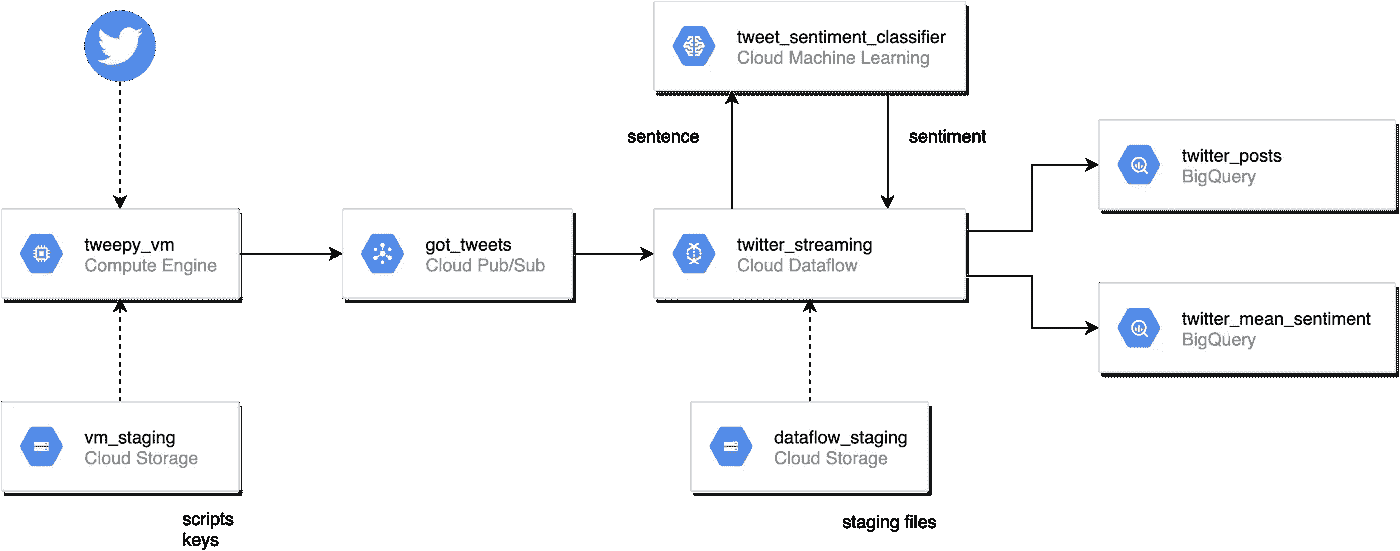 tweet_sentiment_classifier
Cloud Machine Learning
sentence
sentiment
twitter_posts
BigQuery
tweepy_vm
Compute Engine
got_tweets
Cloud Pub/Sub
twitter_streaming
Cloud Dataflow
twitter_mean_sentiment
BigQuery
vm_staging
Cloud Storage
dataflow_staging
Cloud Storage
scripts
keys
staging files